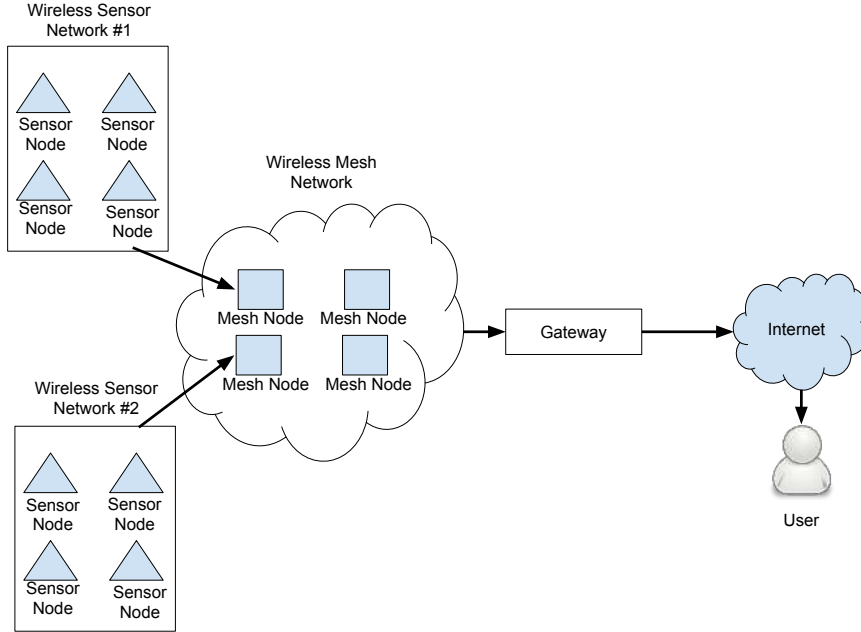 Wireless Sensor
Network #1
Sensor
Node
Sensor
Node
Sensor
Node
Sensor
Node
Wireless Mesh
Network
Mesh Node
Mesh Node
Mesh Node
Mesh Node
Gateway
Internet
User
Wireless Sensor
Network #2
Sensor
Node
Sensor
Node
Sensor
Node
Sensor
Node